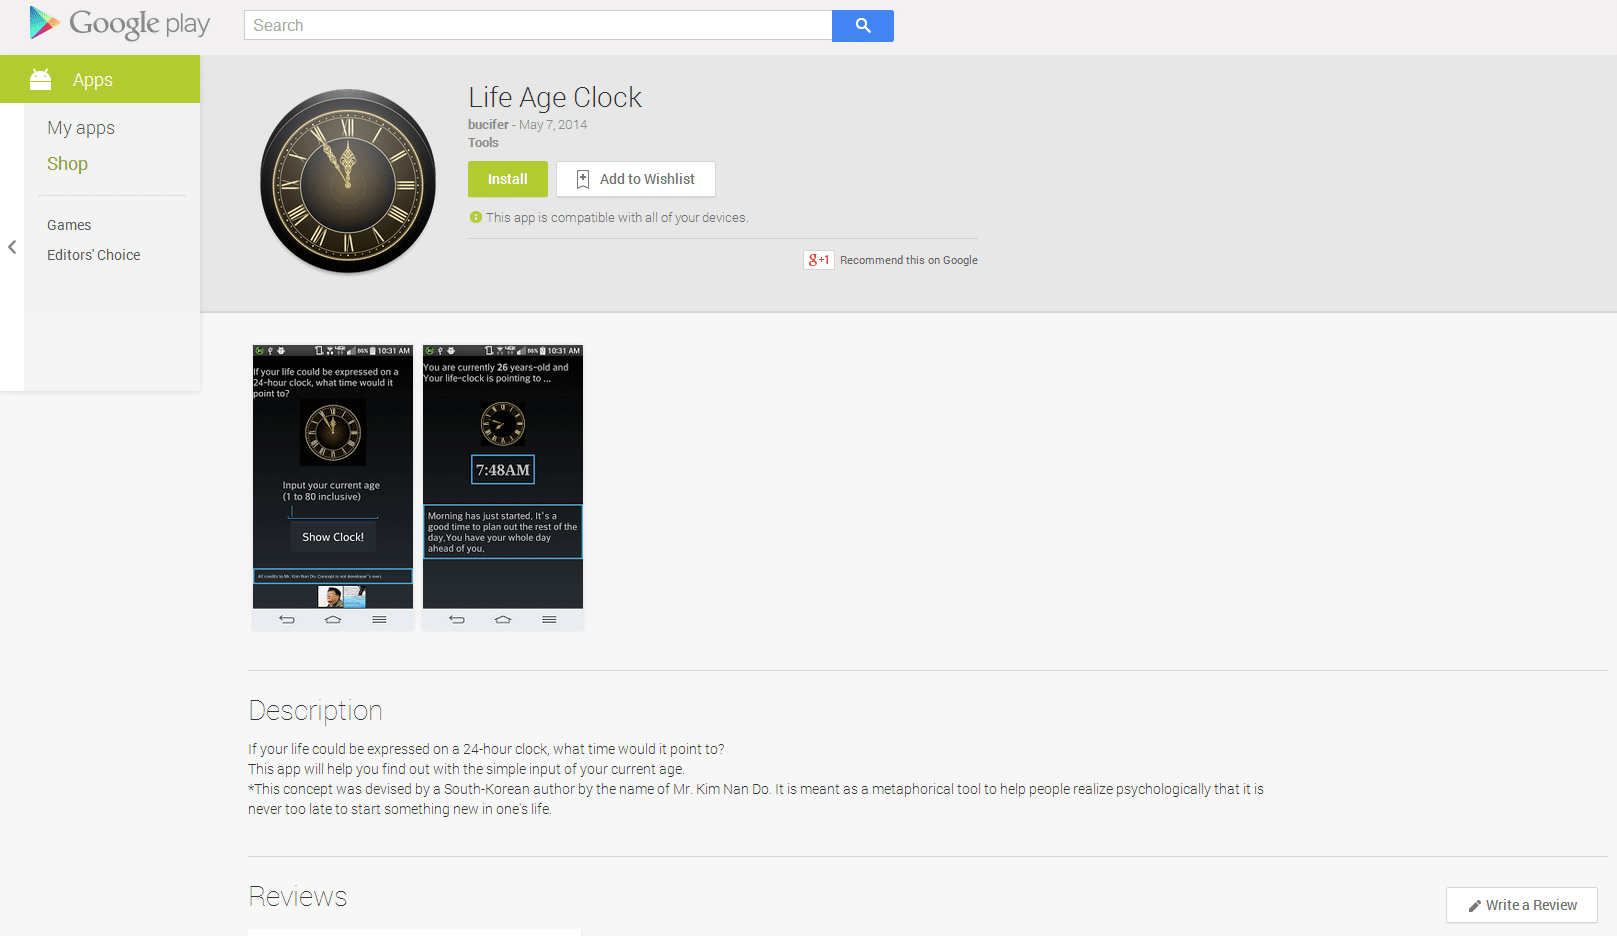 Google play
Search
Apps
My apps
Shop
Games
Editors' Choice
Life Age Clock
bucifer - May 7, 2014
Tools
Install
Add to Wishlist
This app is compatible with all of your devices.
g+1 Recommend this on Google
86% 10:31 AM
If your life could be expressed on a
24-hour clock, what time would it
point to?
Input your current age
(1 to 80 inclusive)
Show Clock!
All credits to Mr. Kim Nan Do. Concept is not developer's own.
86% 10:31 AM
You are currently 26 years-old and
Your life-clock is pointing to ...
7:48AM
Morning has just started. It's a
good time to plan out the rest of the
day.You have your whole day
ahead of you.
Description
If your life could be expressed on a 24-hour clock, what time would it point to?
This app will help you find out with the simple input of your current age.
*This concept was devised by a South-Korean author by the name of Mr. Kim Nan Do. It is meant as a metaphorical tool to help people realize psychologically that it is
never too late to start something new in one's life.
Reviews
Write a Review